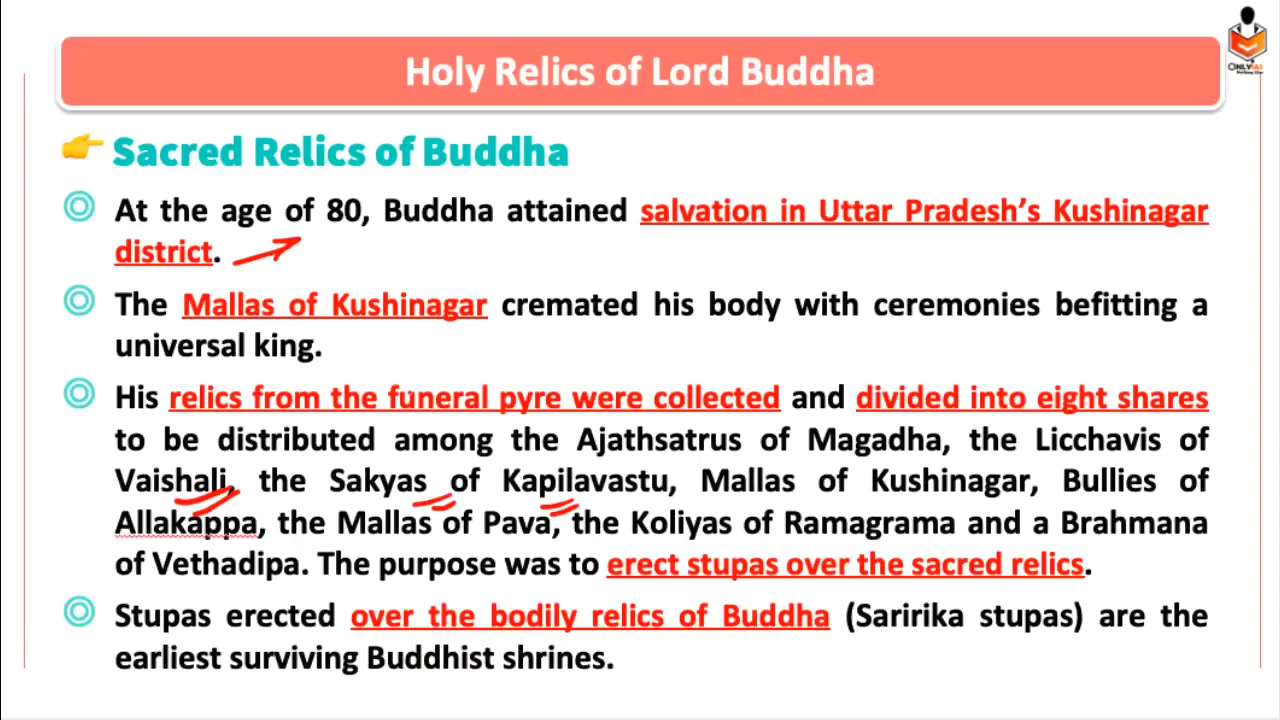 Holy Relics of Lord Buddha
ONLYIAS
Sacred Relics of Buddha
At the age of 80, Buddha attained salvation in Uttar Pradesh's Kushinagar
district.
The Mallas of Kushinagar cremated his body with ceremonies befitting a
universal king.
His relics from the funeral pyre were collected and divided into eight shares
to be distributed among the Ajathsatrus of Magadha, the Licchavis of
Vaishali, the Sakyas of Kapilavastu, Mallas of Kushinagar, Bullies of
Allakappa, the Mallas of Pava, the Koliyas of Ramagrama and a Brahmana
of Vethadipa. The purpose was to erect stupas over the sacred relics.
Stupas erected over the bodily relics of Buddha (Saririka stupas) are the
earliest surviving Buddhist shrines.